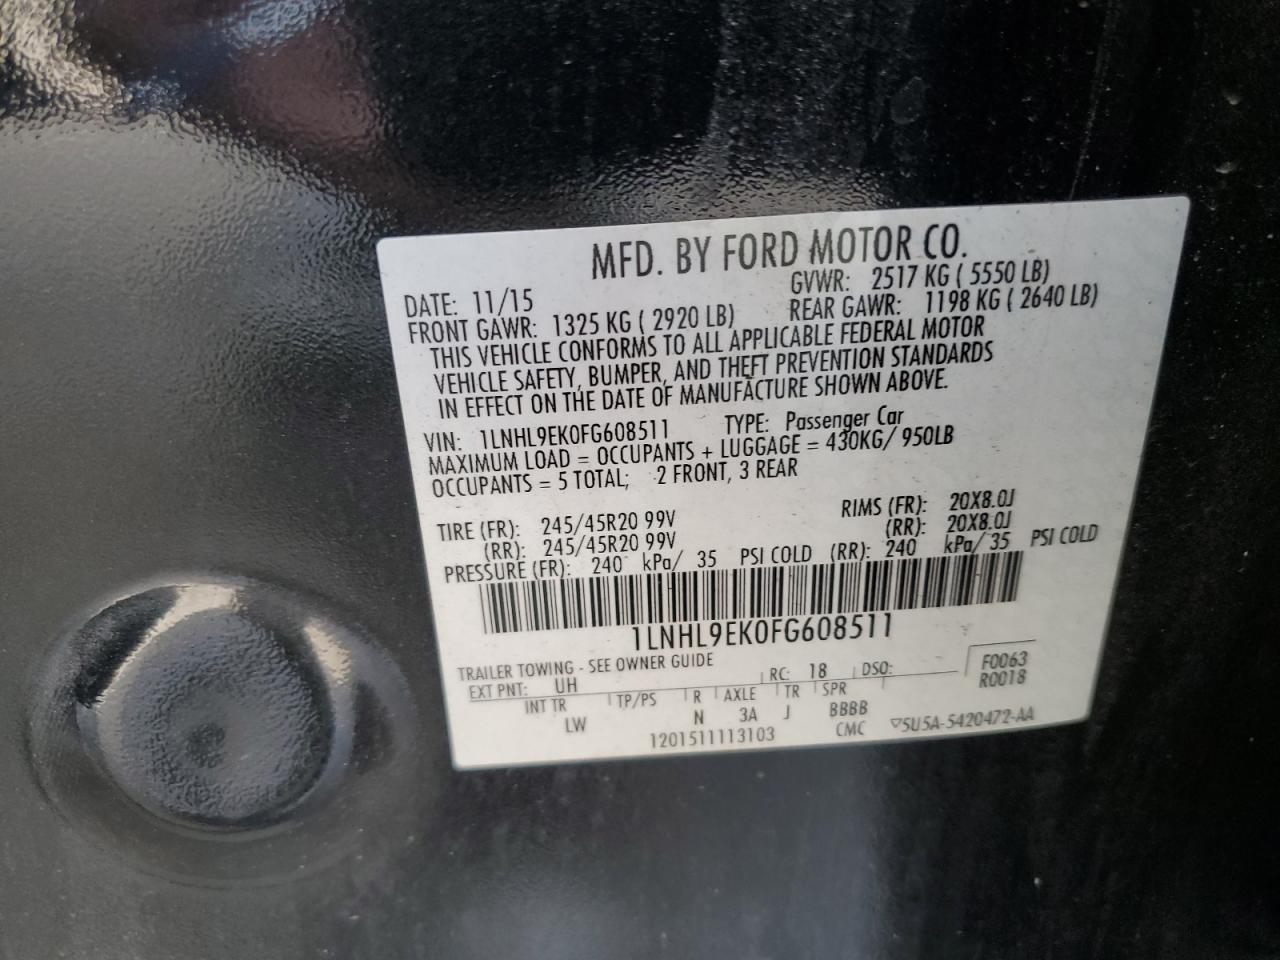 MFD. BY FORD MOTOR CO.
DATE: 11/15 GVWR: 2517 KG ( 5550 LB)
FRONT GAWR: 1325 KG ( 2920 LB) REAR GAWR: 1198 KG ( 2640 LB)
THIS VEHICLE CONFORMS TO ALL APPLICABLE FEDERAL MOTOR
VEHICLE SAFETY, BUMPER, AND THEFT PREVENTION STANDARDS
IN EFFECT ON THE DATE OF MANUFACTURE SHOWN ABOVE.
VIN: 1LNHL9EK0FG608511 TYPE: Passenger Car
MAXIMUM LOAD = OCCUPANTS + LUGGAGE = 430KG/ 950LB
OCCUPANTS = 5 TOTAL; 2 FRONT, 3 REAR
TIRE (FR): 245/45R20 99V RIMS (FR): 20X8.0J
(RR): 245/45R20 99V (RR): 20X8.0J
PRESSURE (FR): 240 kPa/ 35 PSI COLD (RR): 240 kPa/ 35 PSI COLD
1LNHL9EK0FG608511
TRAILER TOWING - SEE OWNER GUIDE
EXT PNT: UH RC: 18 DSO: F0063
R0018
INT TR TP/PS R AXLE TR SPR
LW N 3A J BBBB
1201511113103 CMC ▽5U5A-5420472-AA